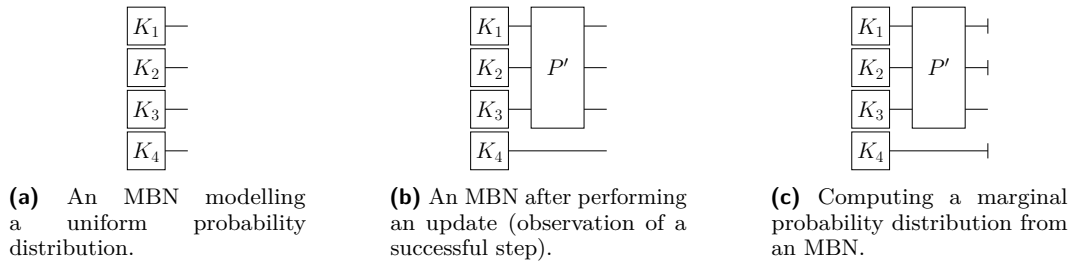 K1
K2
K3
K4
(a) An MBN modelling
a uniform probability
distribution.
K1
K2
K3
K4
P′
(b) An MBN after performing
an update (observation of a
successful step).
K1
K2
K3
K4
P′
(c) Computing a marginal
probability distribution from
an MBN.